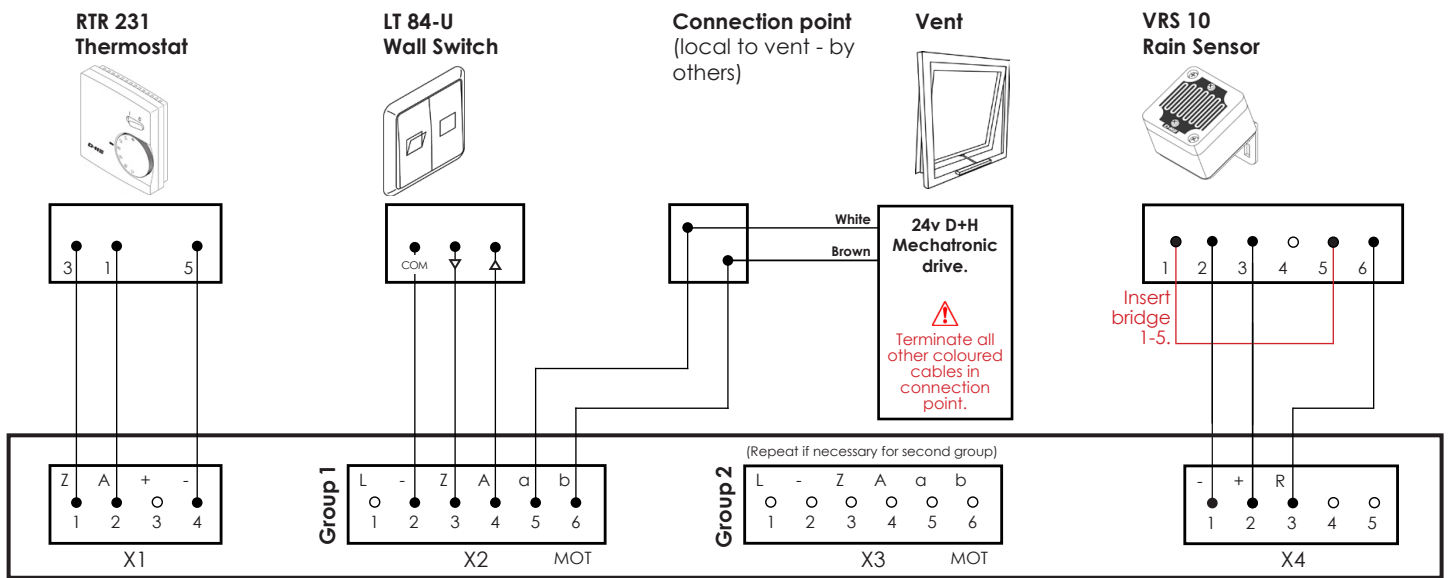 RTR 231
Thermostat
LT 84-U
Wall Switch
Connection point
(local to vent - by
others)
Vent
VRS 10
Rain Sensor
3 1 5
COM
White
Brown
24v D+H
Mechatronic
drive.
Terminate all
other coloured
cables in
connection
point.
1 2 3 4 5 6
Insert
bridge
1-5.
Z A + -
1 2 3 4
X1
Group 1
L - Z A a b
1 2 3 4 5 6
X2 MOT
(Repeat if necessary for second group)
Group 2
L - Z A a b
1 2 3 4 5 6
X3 MOT
- + R
1 2 3 4 5
X4